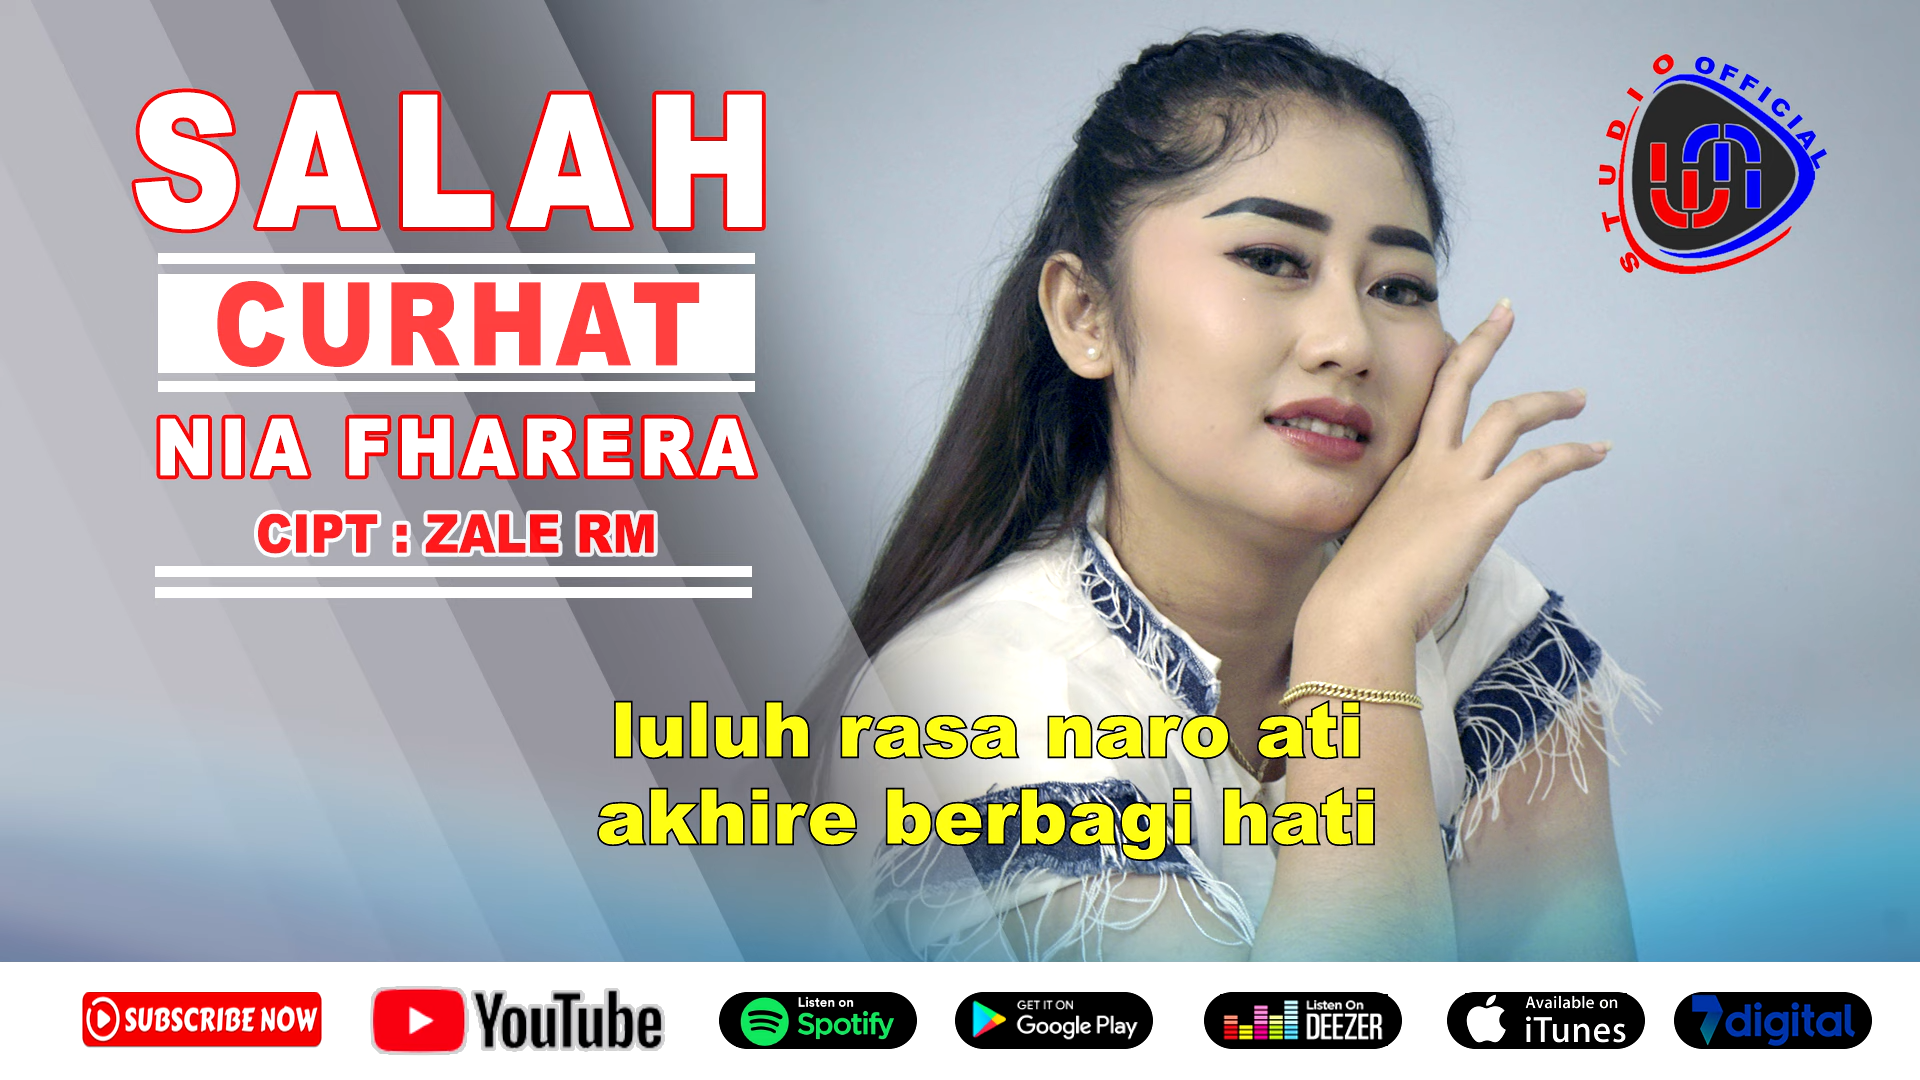 SALAH
CURHAT
NIA FHARERA
CIPT : ZALE RM
STUDIO OFFICIAL
luluh rasa naro ati
akhire berbagi hati
SUBSCRIBE NOW
YouTube
Listen on
Spotify
GET IT ON
Google Play
Listen On
DEEZER
Available on
iTunes
7digital